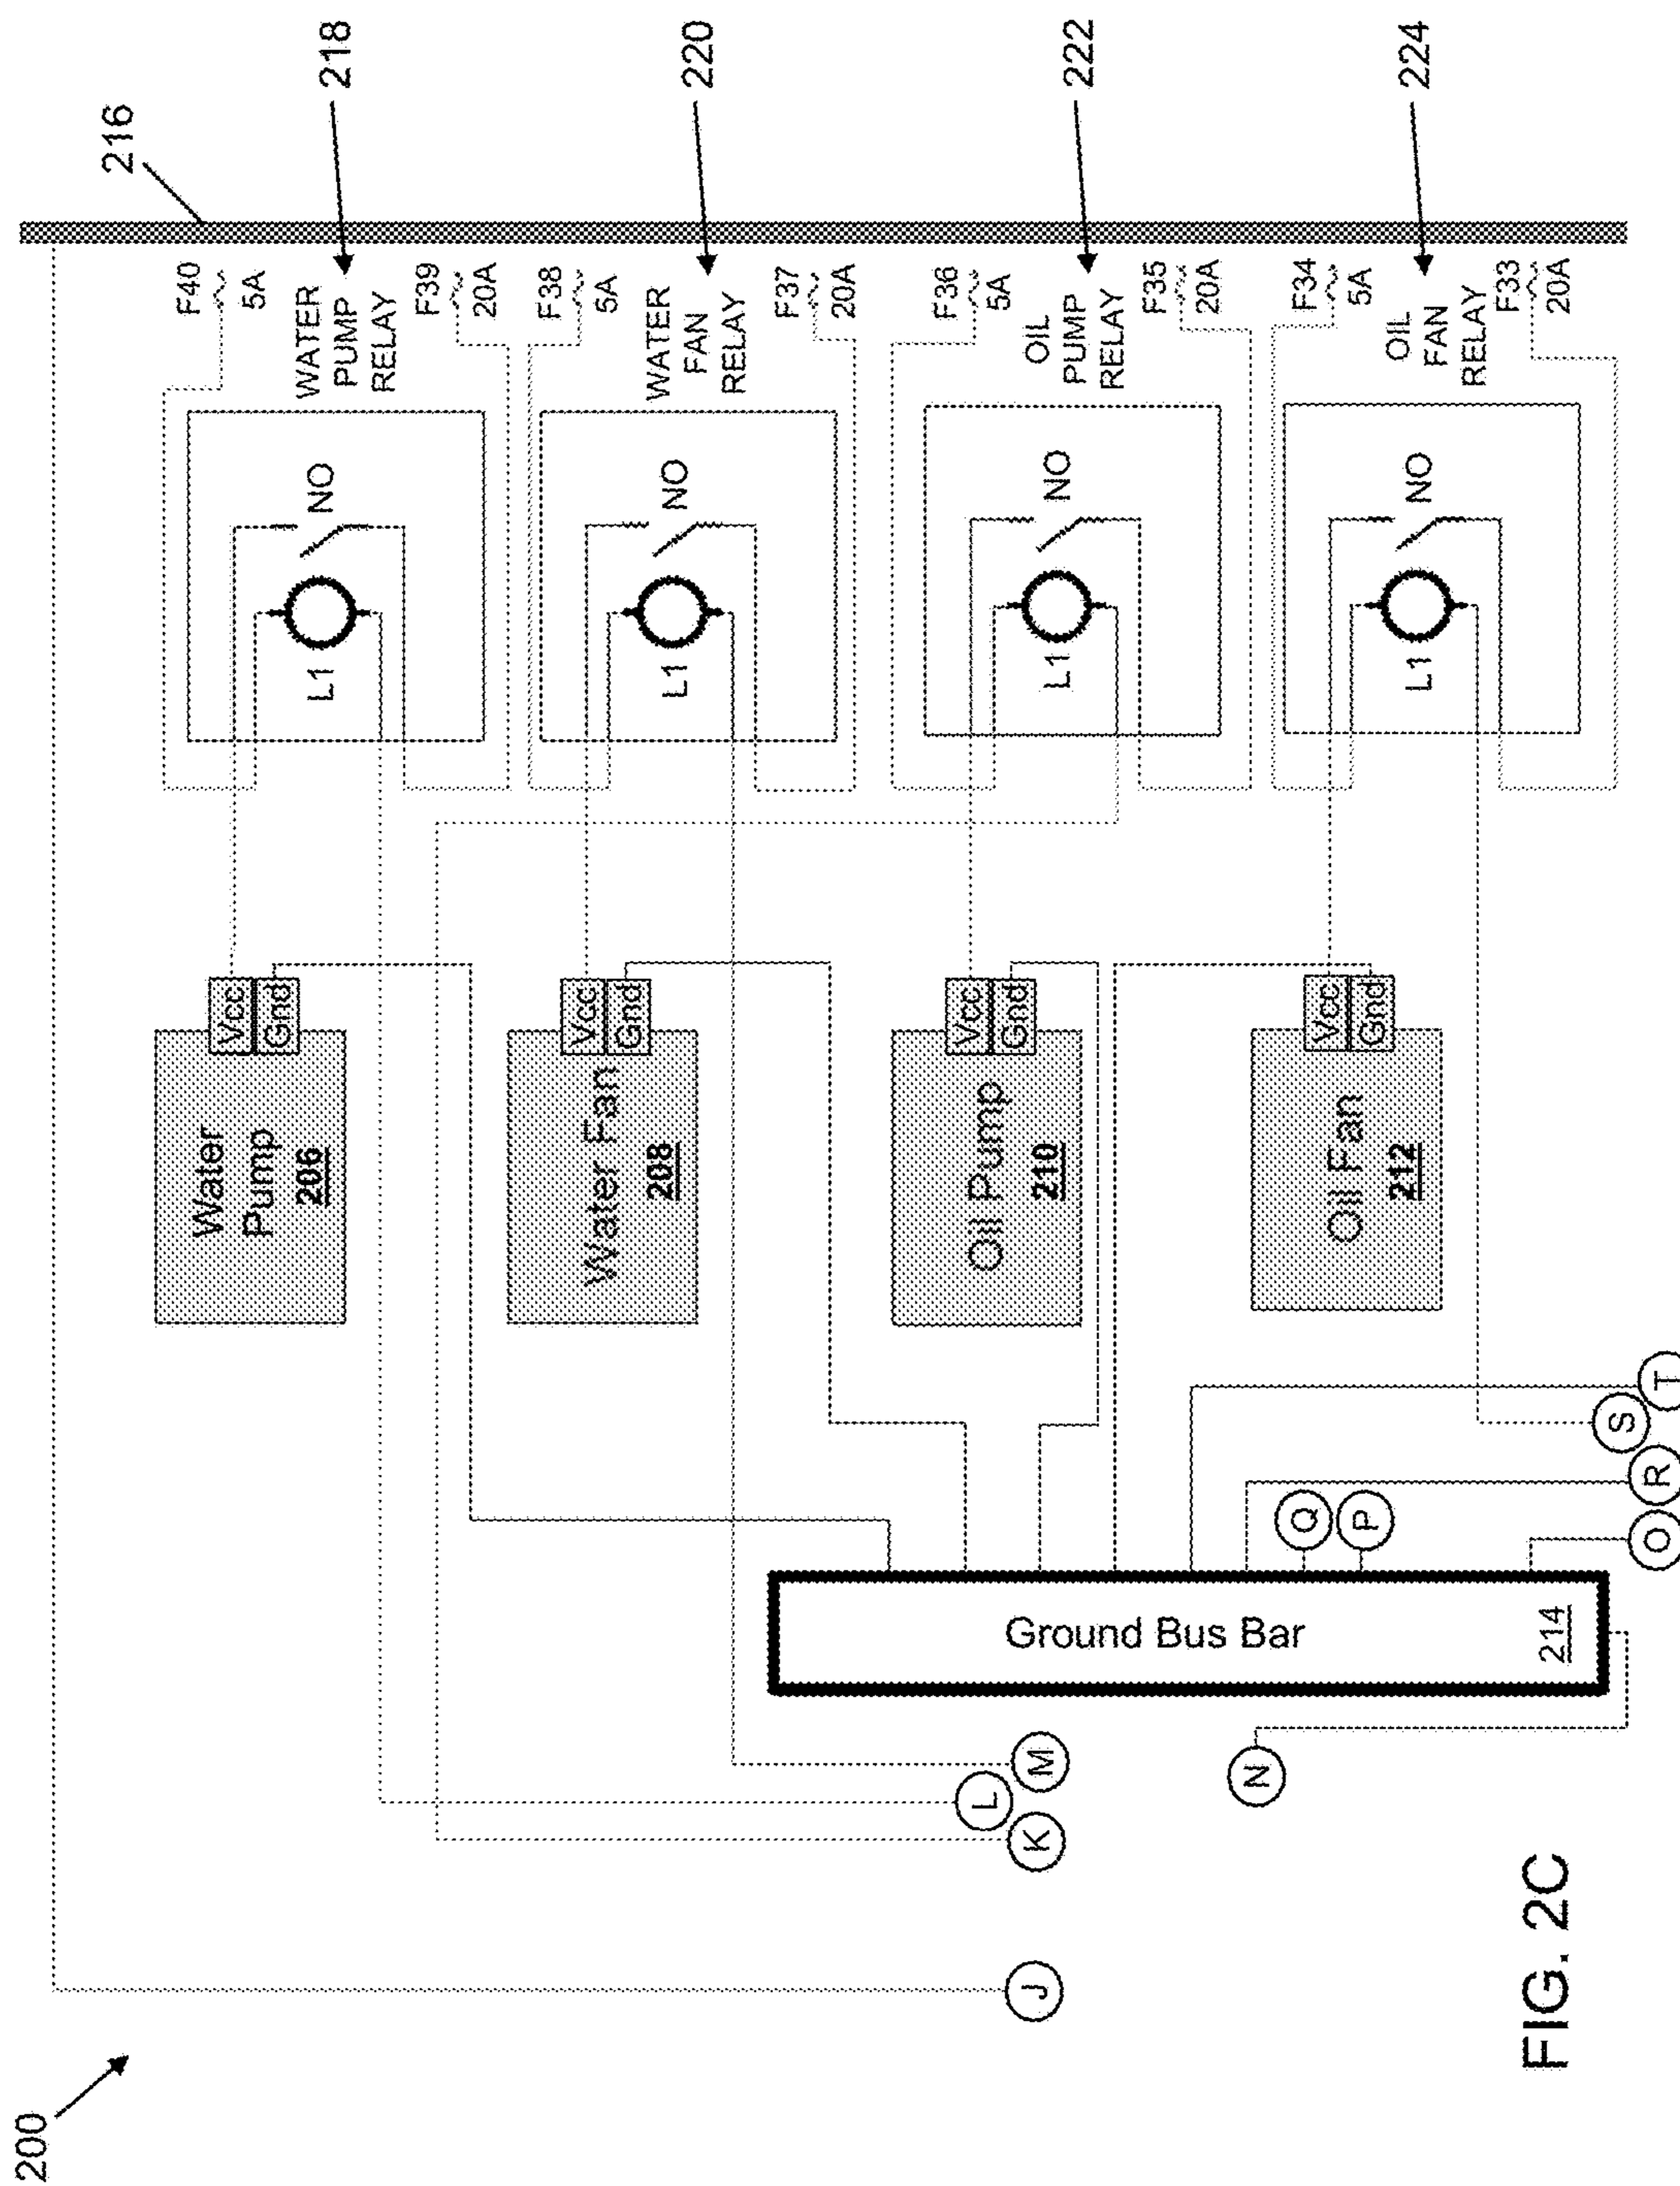 200
216
218
220
222
224
F40
5A
WATER
PUMP
RELAY
F39
20A
F38
5A
WATER
FAN
RELAY
F37
20A
F36
5A
OIL
PUMP
RELAY
F35
20A
F34
5A
OIL
FAN
RELAY
F33
20A
L1
NO
L1
NO
L1
NO
L1
NO
Vcc
Gnd
Water
Pump
206
Vcc
Gnd
Water Fan
208
Vcc
Gnd
Oil Pump
210
Vcc
Gnd
Oil Fan
212
Ground Bus Bar
214
J
K
L
M
N
O
P
Q
R
S
T
FIG. 2C